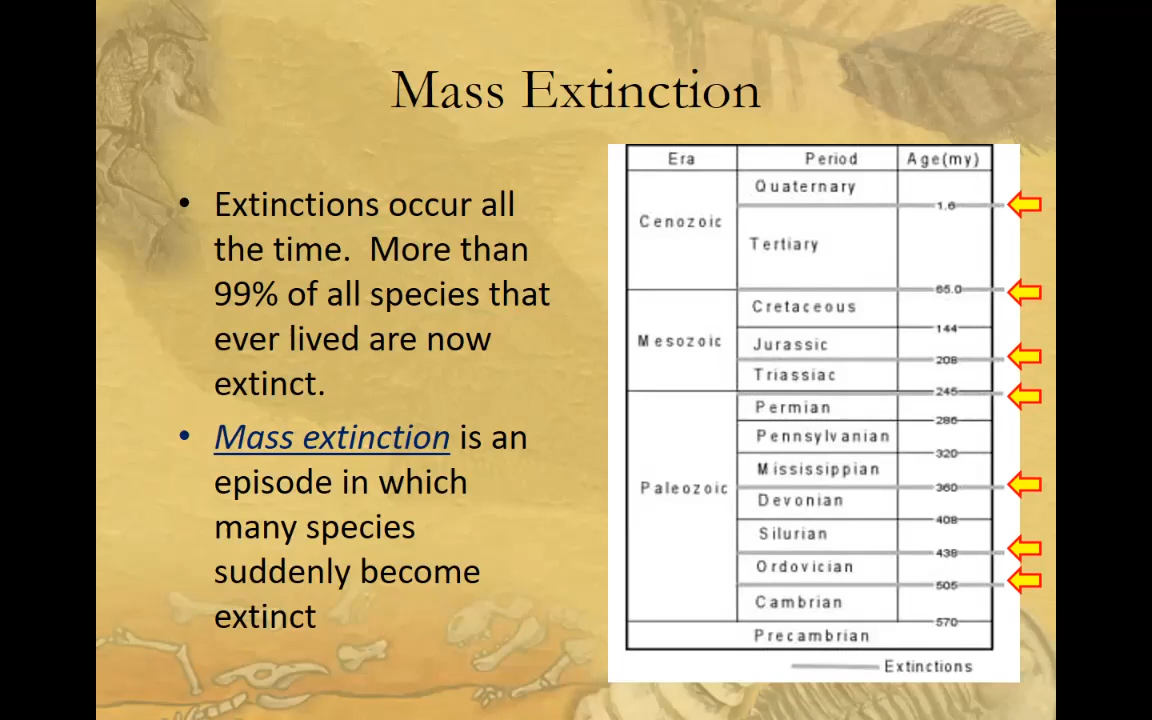 Mass Extinction
• Extinctions occur all
the time.  More than
99% of all species that
ever lived are now
extinct.
• Mass extinction is an
episode in which
many species
suddenly become
extinct
Era Period Age(my)
Quaternary
1.6
Cenozoic
Tertiary
65.0
Cretaceous
144
Mesozoic Jurassic
208
Triassiac
245
Permian
286
Pennsylvanian
320
Mississippian
Paleozoic 360
Devonian
408
Silurian
438
Ordovician
505
Cambrian
570
Precambrian
Extinctions